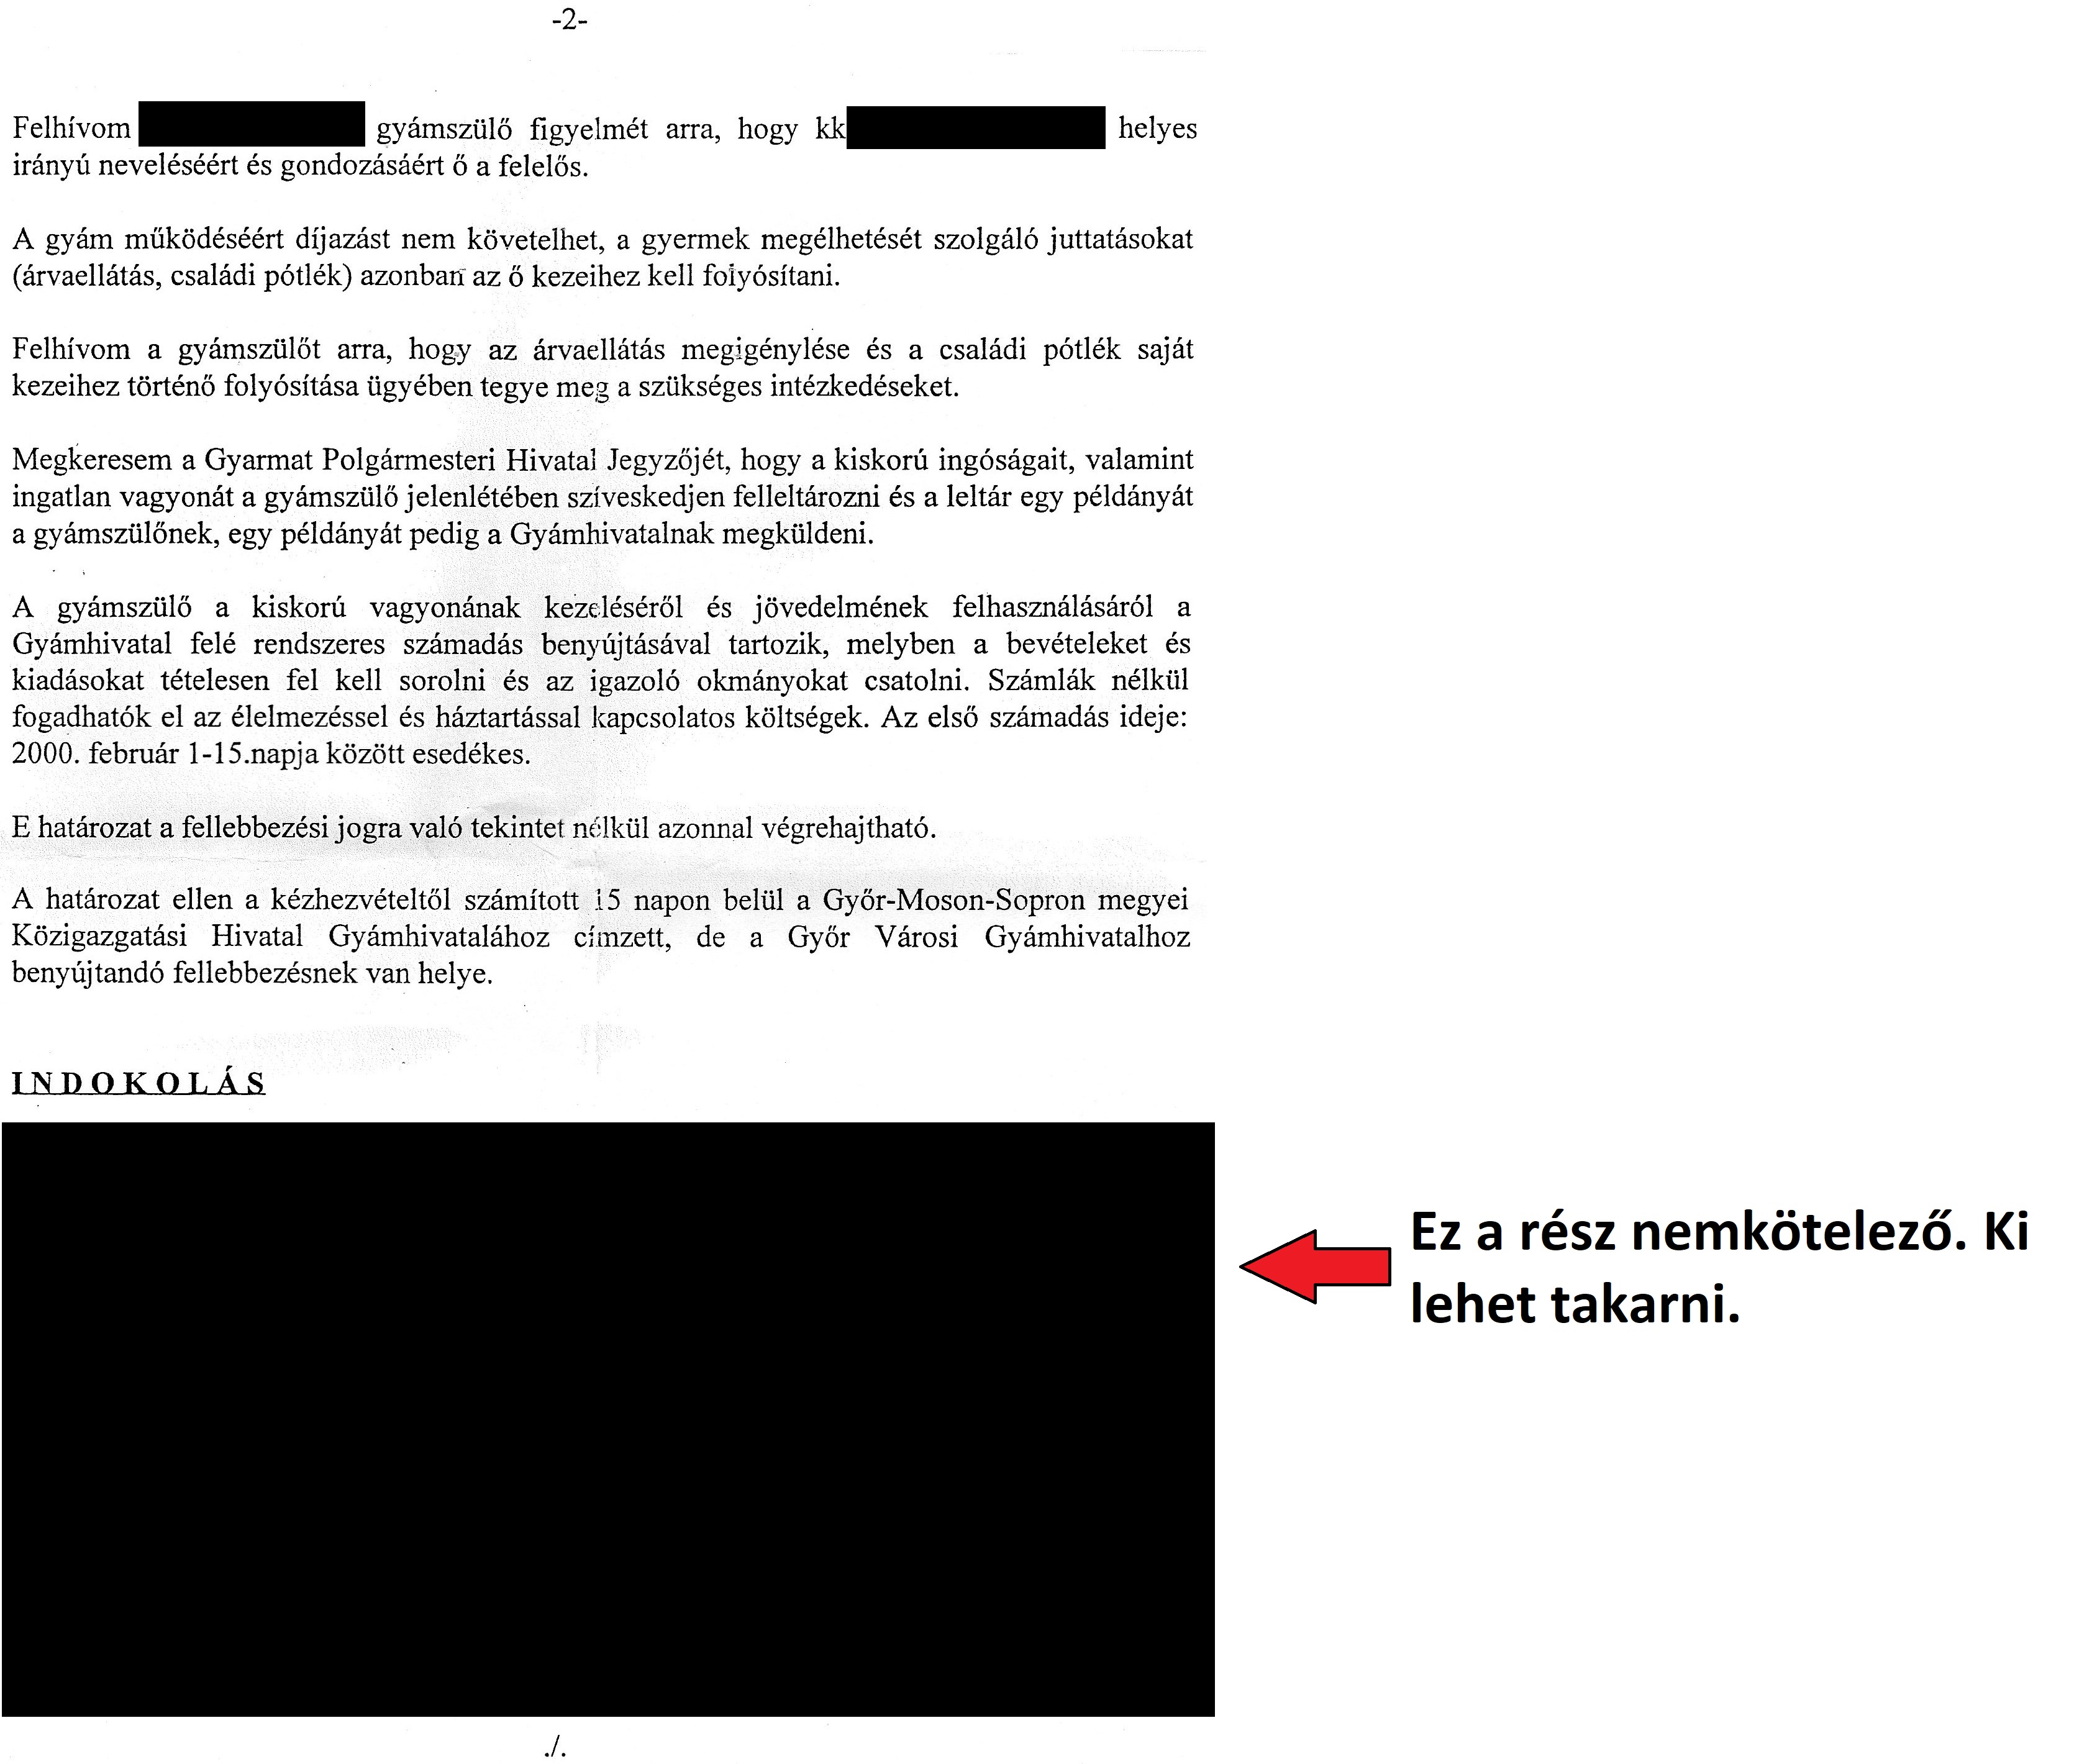 -2-
Felhívom gyámszülő figyelmét arra, hogy kk helyes
irányú neveléséért és gondozásáért ő a felelős.
A gyám működéséért díjazást nem követelhet, a gyermek megélhetését szolgáló juttatásokat
(árvaellátás, családi pótlék) azonban az ő kezeihez kell folyósítani.
Felhívom a gyámszülőt arra, hogy az árvaellátás megigénylése és a családi pótlék saját
kezeihez történő folyósítása ügyében tegye meg a szükséges intézkedéseket.
Megkeresem a Gyarmat Polgármesteri Hivatal Jegyzőjét, hogy a kiskorú ingóságait, valamint
ingatlan vagyonát a gyámszülő jelenlétében szíveskedjen felleltározni és a leltár egy példányát
a gyámszülőnek, egy példányát pedig a Gyámhivatalnak megküldeni.
A gyámszülő a kiskorú vagyonának kezeléséről és jövedelmének felhasználásáról a
Gyámhivatal felé rendszeres számadás benyújtásával tartozik, melyben a bevételeket és
kiadásokat tételesen fel kell sorolni és az igazoló okmányokat csatolni. Számlák nélkül
fogadhatók el az élelmezéssel és háztartással kapcsolatos költségek. Az első számadás ideje:
2000. február 1-15.napja között esedékes.
E határozat a fellebbezési jogra való tekintet nélkül azonnal végrehajtható.
A határozat ellen a kézhezvételtől számított 15 napon belül a Győr-Moson-Sopron megyei
Közigazgatási Hivatal Gyámhivatalához címzett, de a Győr Városi Gyámhivatalhoz
benyújtandó fellebbezésnek van helye.
INDOKOLÁS
Ez a rész nemkötelező. Ki
lehet takarni.
./.